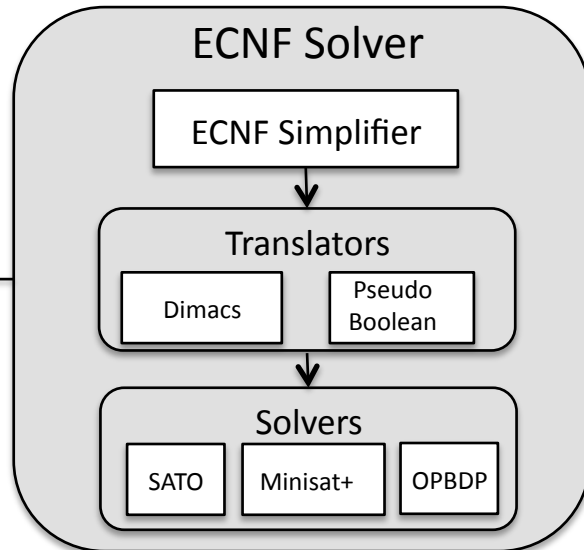 ECNF Solver
ECNF Simplifier
Translators
Dimacs
Pseudo
Boolean
Solvers
SATO
Minisat+
OPBDP